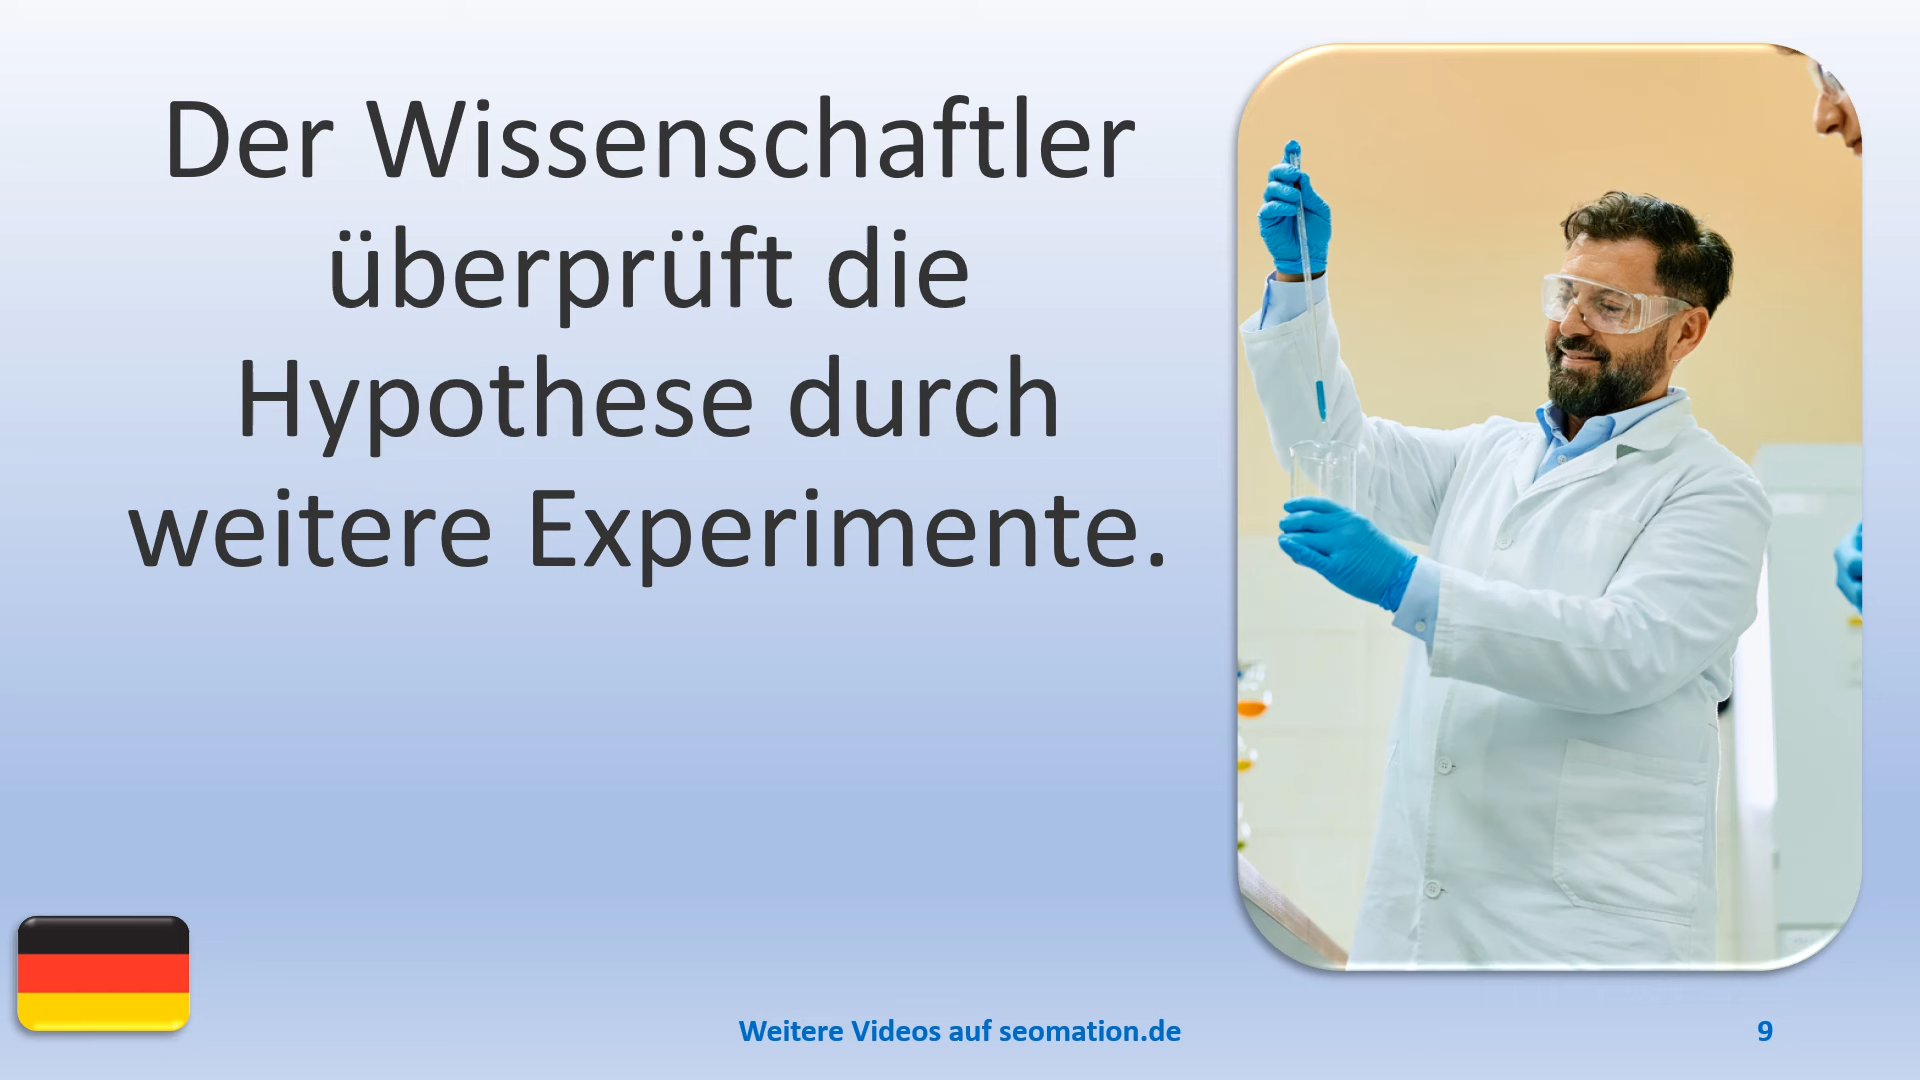 Der Wissenschaftler
überprüft die
Hypothese durch
weitere Experimente.
Weitere Videos auf seomation.de
9